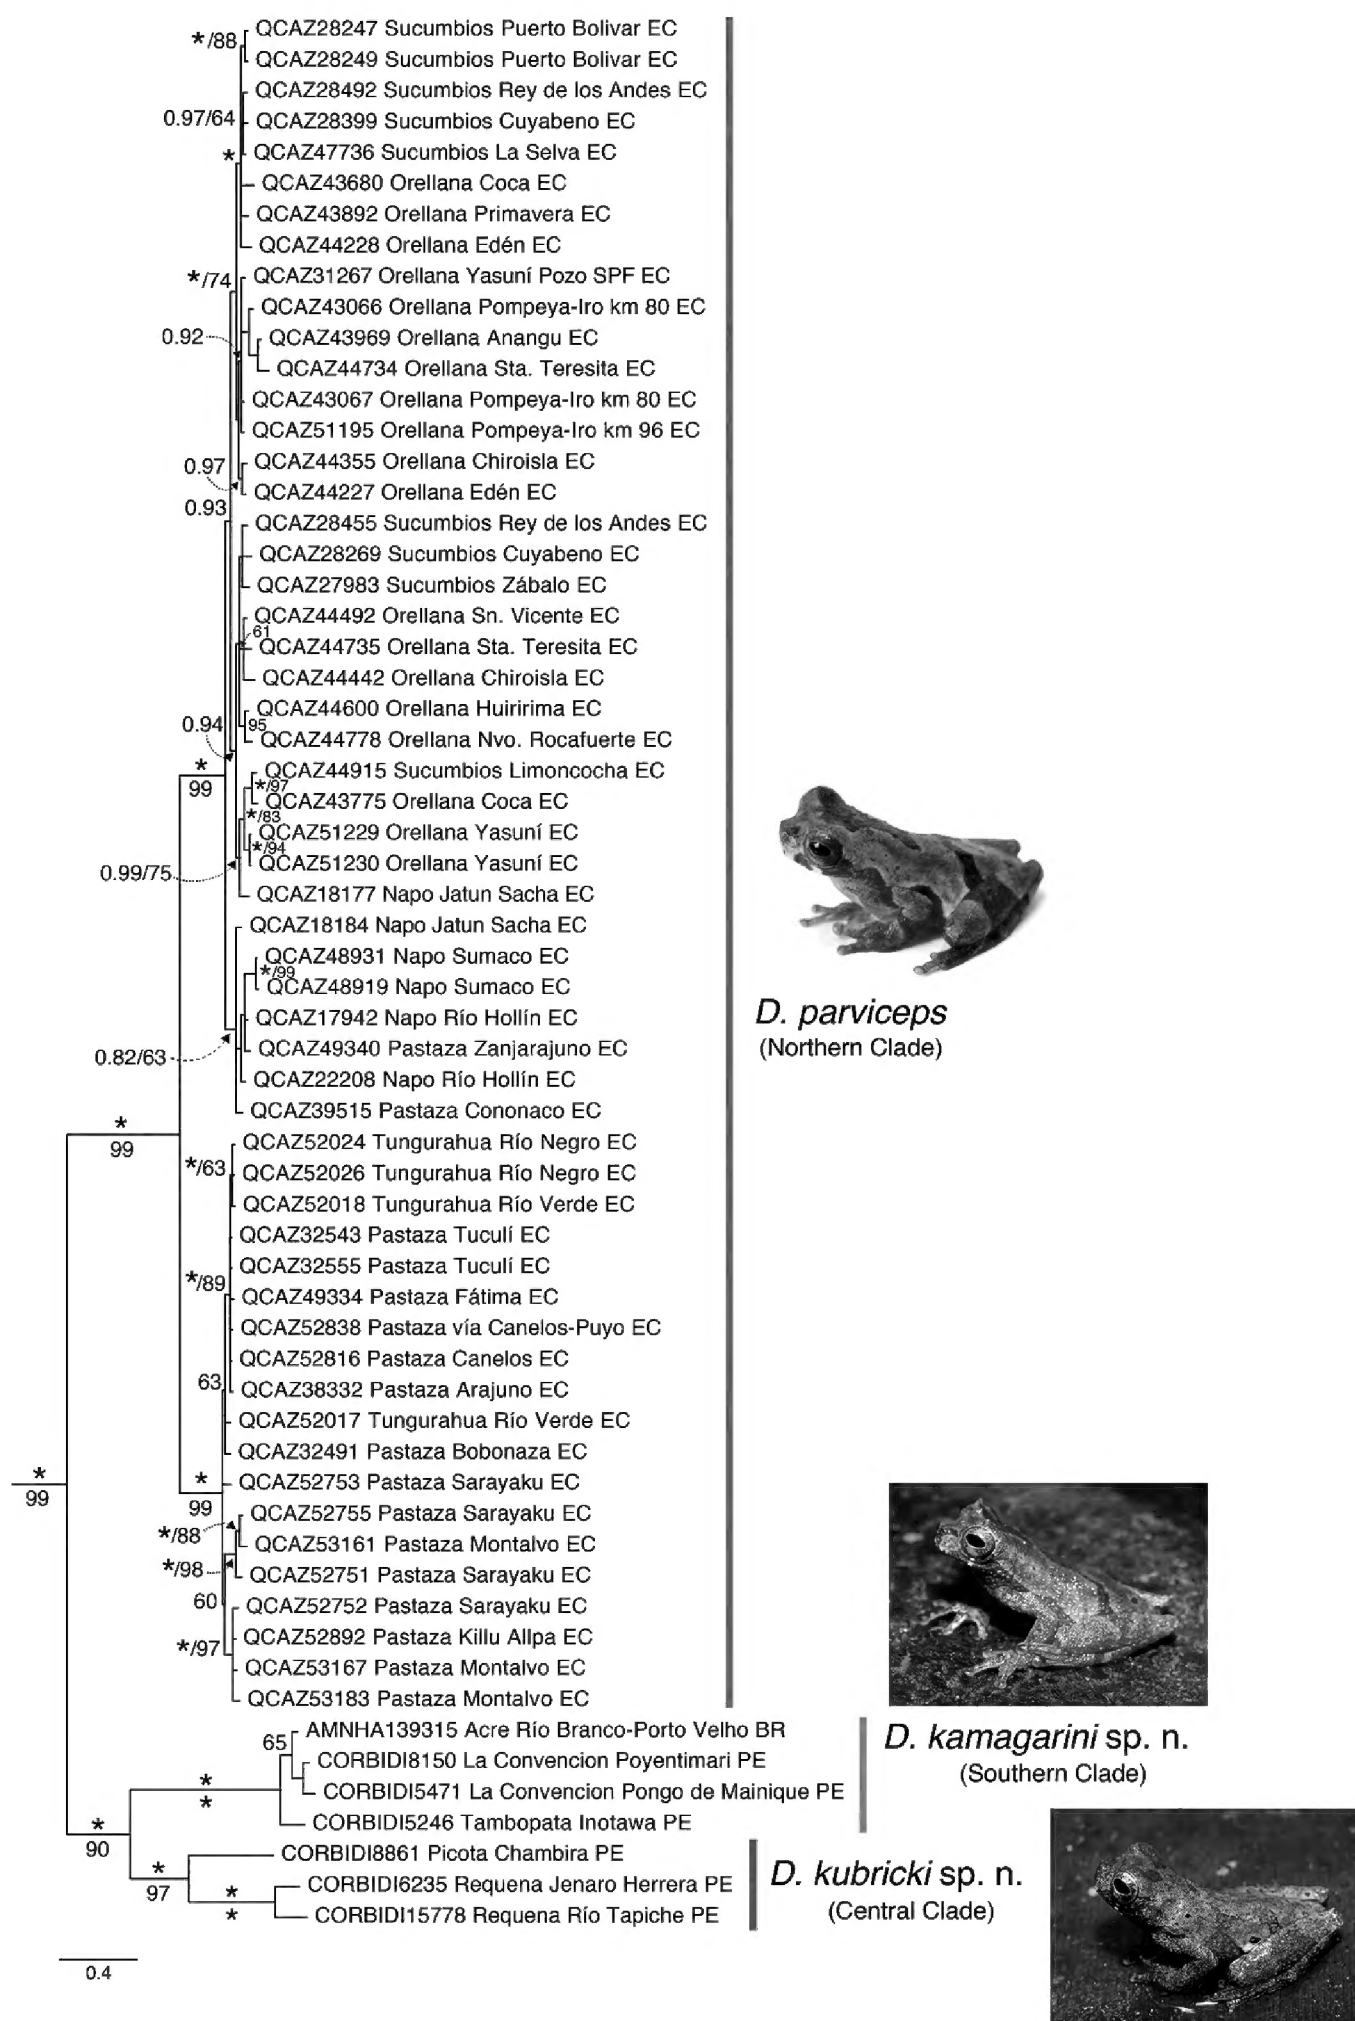 */88
QCAZ28247 Sucumbios Puerto Bolivar EC
QCAZ28249 Sucumbios Puerto Bolivar EC
QCAZ28492 Sucumbios Rey de los Andes EC
0.97/64
QCAZ28399 Sucumbios Cuyabeno EC
*
QCAZ47736 Sucumbios La Selva EC
QCAZ43680 Orellana Coca EC
QCAZ43892 Orellana Primavera EC
QCAZ44228 Orellana Edén EC
*/74
QCAZ31267 Orellana Yasuní Pozo SPF EC
QCAZ43066 Orellana Pompeya-Iro km 80 EC
0.92
QCAZ43969 Orellana Anangu EC
QCAZ44734 Orellana Sta. Teresita EC
QCAZ43067 Orellana Pompeya-Iro km 80 EC
QCAZ51195 Orellana Pompeya-Iro km 96 EC
0.97
QCAZ44355 Orellana Chiroisla EC
QCAZ44227 Orellana Edén EC
0.93
QCAZ28455 Sucumbios Rey de los Andes EC
QCAZ28269 Sucumbios Cuyabeno EC
QCAZ27983 Sucumbios Zábalo EC
QCAZ44492 Orellana Sn. Vicente EC
61
QCAZ44735 Orellana Sta. Teresita EC
QCAZ44442 Orellana Chiroisla EC
QCAZ44600 Orellana Huiririma EC
0.94
95
QCAZ44778 Orellana Nvo. Rocafuerte EC
*
99
QCAZ44915 Sucumbios Limoncocha EC
*/97
QCAZ43775 Orellana Coca EC
*/83
QCAZ51229 Orellana Yasuní EC
*/94
QCAZ51230 Orellana Yasuní EC
0.99/75
QCAZ18177 Napo Jatun Sacha EC
QCAZ18184 Napo Jatun Sacha EC
QCAZ48931 Napo Sumaco EC
*/99
QCAZ48919 Napo Sumaco EC
QCAZ17942 Napo Río Hollín EC
0.82/63
QCAZ49340 Pastaza Zanjarajuno EC
QCAZ22208 Napo Río Hollín EC
QCAZ39515 Pastaza Cononaco EC
D. parviceps
(Northern Clade)
*
99
QCAZ52024 Tungurahua Río Negro EC
*/63
QCAZ52026 Tungurahua Río Negro EC
QCAZ52018 Tungurahua Río Verde EC
QCAZ32543 Pastaza Tuculí EC
QCAZ32555 Pastaza Tuculí EC
*/89
QCAZ49334 Pastaza Fátima EC
QCAZ52838 Pastaza vía Canelos-Puyo EC
QCAZ52816 Pastaza Canelos EC
63
QCAZ38332 Pastaza Arajuno EC
QCAZ52017 Tungurahua Río Verde EC
QCAZ32491 Pastaza Bobonaza EC
*
99
*
99
QCAZ52753 Pastaza Sarayaku EC
QCAZ52755 Pastaza Sarayaku EC
*/88
QCAZ53161 Pastaza Montalvo EC
*/98
QCAZ52751 Pastaza Sarayaku EC
60
QCAZ52752 Pastaza Sarayaku EC
*/97
QCAZ52892 Pastaza Killu Allpa EC
QCAZ53167 Pastaza Montalvo EC
QCAZ53183 Pastaza Montalvo EC
65
AMNHA139315 Acre Río Branco-Porto Velho BR
CORBIDI8150 La Convencion Poyentimari PE
*
*
CORBIDI5471 La Convencion Pongo de Mainique PE
CORBIDI5246 Tambopata Inotawa PE
D. kamagarini sp. n.
(Southern Clade)
*
90
CORBIDI8861 Picota Chambira PE
*
97
CORBIDI6235 Requena Jenaro Herrera PE
*
*
CORBIDI15778 Requena Río Tapiche PE
D. kubricki sp. n.
(Central Clade)
0.4